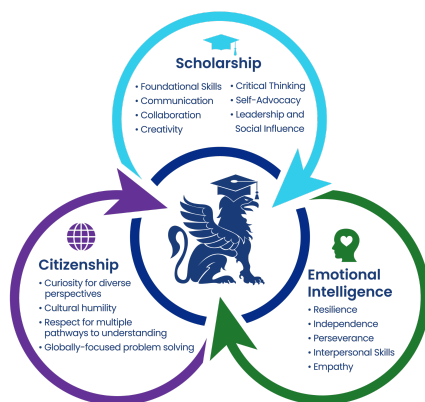 Scholarship
• Foundational Skills
• Communication
• Collaboration
• Creativity
• Critical Thinking
• Self-Advocacy
• Leadership and
Social Influence
Citizenship
• Curiosity for diverse
perspectives
• Cultural humility
• Respect for multiple
pathways to understanding
• Globally-focused problem solving
Emotional
Intelligence
• Resilience
• Independence
• Perseverance
• Interpersonal Skills
• Empathy